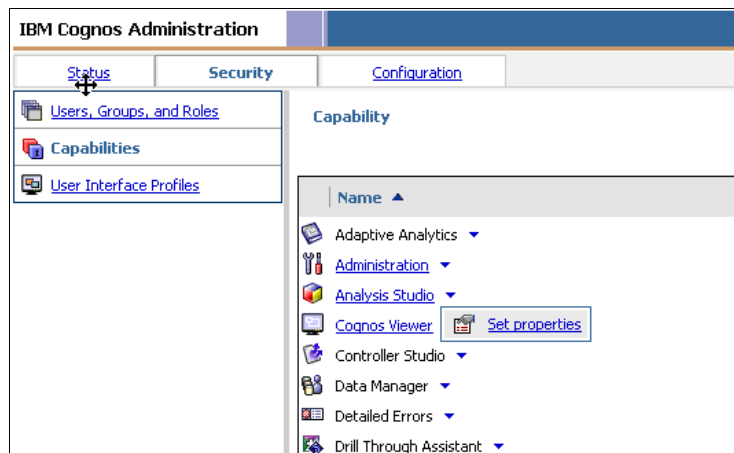 IBM Cognos Administration
Status Security Configuration
Users, Groups, and Roles
Capabilities
User Interface Profiles
Capability
Name
Adaptive Analytics
Administration
Analysis Studio
Cognos Viewer Set properties
Controller Studio
Data Manager
Detailed Errors
Drill Through Assistant